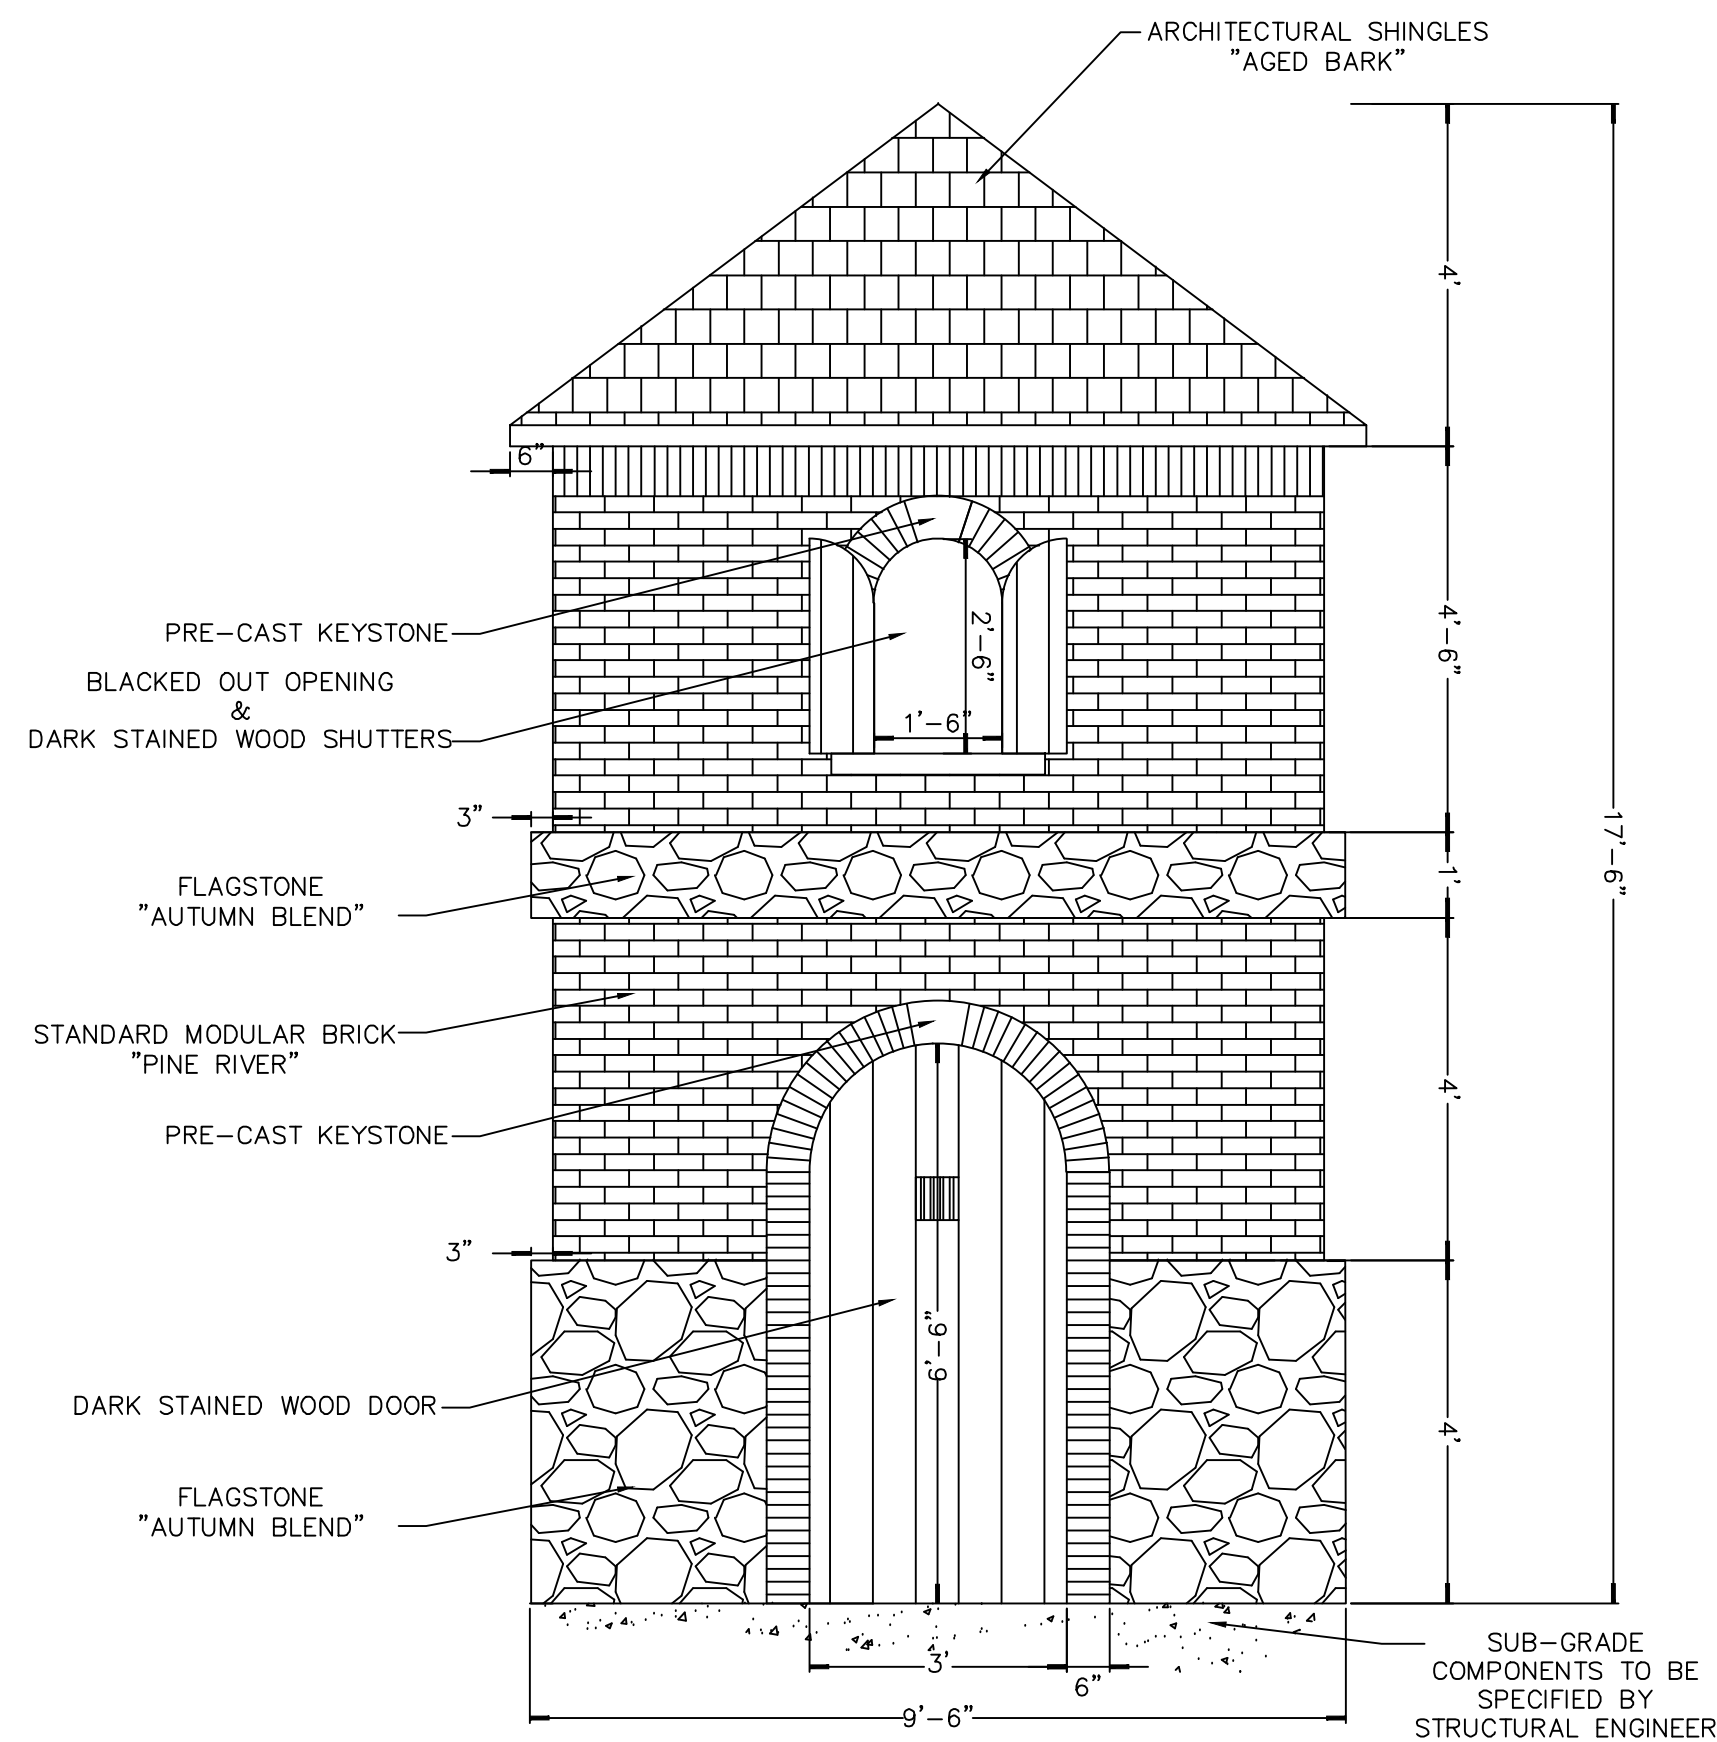 ARCHITECTURAL SHINGLES
"AGED BARK"
4'
6"
PRE-CAST KEYSTONE
BLACKED OUT OPENING
&
DARK STAINED WOOD SHUTTERS
2'-6"
1'-6"
4'-6"
3"
17'-6"
FLAGSTONE
"AUTUMN BLEND"
1'
STANDARD MODULAR BRICK
"PINE RIVER"
4'
PRE-CAST KEYSTONE
3"
6'-6"
DARK STAINED WOOD DOOR
4'
FLAGSTONE
"AUTUMN BLEND"
3'
6"
9'-6"
SUB-GRADE
COMPONENTS TO BE
SPECIFIED BY
STRUCTURAL ENGINEER